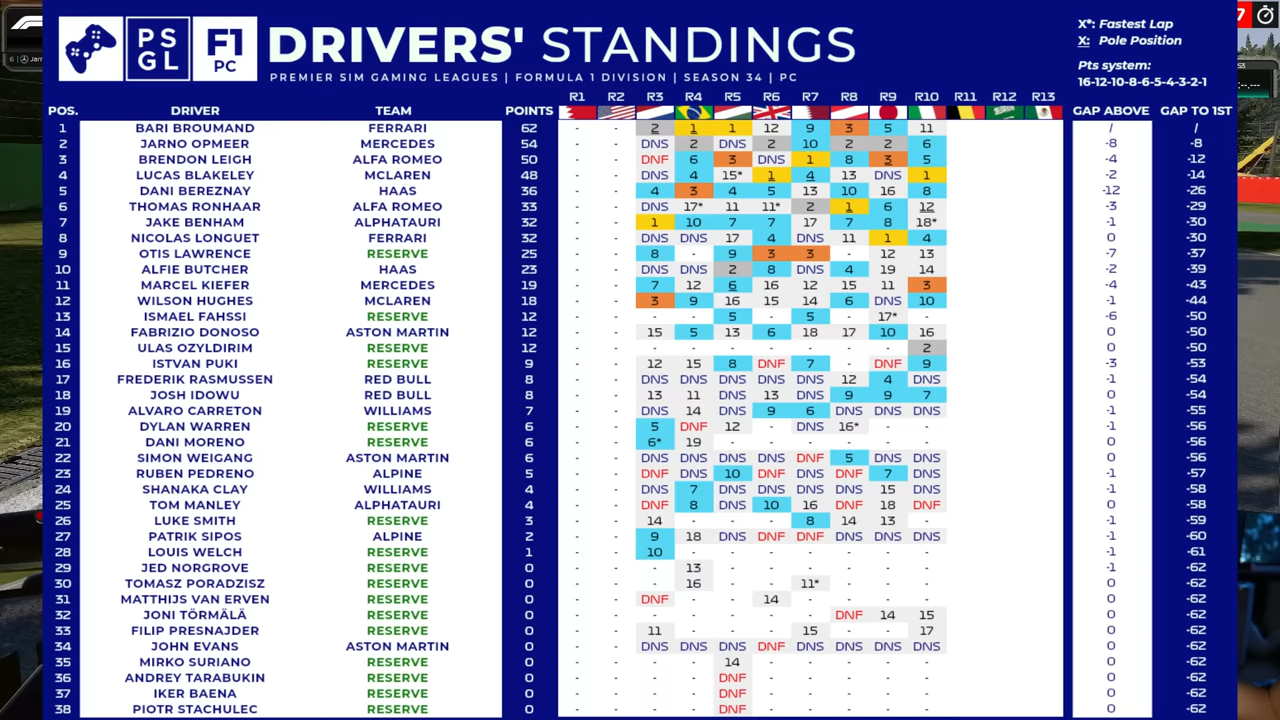 PS GL F1 PC DRIVERS' STANDINGS
PREMIER SIM GAMING LEAGUES | FORMULA 1 DIVISION | SEASON 34 | PC
X*: Fastest Lap
X: Pole Position
Pts system:
16-12-10-8-6-5-4-3-2-1
R1 R2 R3 R4 R5 R6 R7 R8 R9 R10 R11 R12 R13
POS. DRIVER TEAM POINTS GAP ABOVE GAP TO 1ST
1 BARI BROUMAND FERRARI 62 - - 2 1 1 12 9 3 5 11 / /
2 JARNO OPMEER MERCEDES 54 - - DNS 2 DNS 2 10 2 2 6 -8 -8
3 BRENDON LEIGH ALFA ROMEO 50 - - DNF 6 3 DNS 1 8 3 5 -4 -12
4 LUCAS BLAKELEY MCLAREN 48 - - DNS 4 15* 1 4 13 DNS 1 -2 -14
5 DANI BEREZNAY HAAS 36 - - 4 3 4 5 13 10 16 8 -12 -26
6 THOMAS RONHAAR ALFA ROMEO 33 - - DNS 17* 11 11* 2 1 6 12 -3 -29
7 JAKE BENHAM ALPHATAURI 32 - - 1 10 7 7 17 7 8 18* -1 -30
8 NICOLAS LONGUET FERRARI 32 - - DNS DNS 17 4 DNS 11 1 4 0 -30
9 OTIS LAWRENCE RESERVE 25 - - 8 - 9 3 3 - 12 13 -7 -37
10 ALFIE BUTCHER HAAS 23 - - DNS DNS 2 8 DNS 4 19 14 -2 -39
11 MARCEL KIEFER MERCEDES 19 - - 7 12 6 16 12 15 11 3 -4 -43
12 WILSON HUGHES MCLAREN 18 - - 3 9 16 15 14 6 DNS 10 -1 -44
13 ISMAEL FAHSSI RESERVE 12 - - - - 5 - 5 - 17* - -6 -50
14 FABRIZIO DONOSO ASTON MARTIN 12 - - 15 5 13 6 18 17 10 16 0 -50
15 ULAS OZYLDIRIM RESERVE 12 - - - - - - - - - 2 0 -50
16 ISTVAN PUKI RESERVE 9 - - 12 15 8 DNF 7 - DNF 9 -3 -53
17 FREDERIK RASMUSSEN RED BULL 8 - - DNS DNS DNS DNS DNS 12 4 DNS -1 -54
18 JOSH IDOWU RED BULL 8 - - 13 11 DNS 13 DNS 9 9 7 0 -54
19 ALVARO CARRETON WILLIAMS 7 - - DNS 14 DNS 9 6 DNS DNS DNS -1 -55
20 DYLAN WARREN RESERVE 6 - - 5 DNF 12 - DNS 16* - - -1 -56
21 DANI MORENO RESERVE 6 - - 6* 19 - - - - - - 0 -56
22 SIMON WEIGANG ASTON MARTIN 6 - - DNS DNS DNS DNS DNF 5 DNS DNS 0 -56
23 RUBEN PEDRENO ALPINE 5 - - DNF DNS 10 DNF DNS DNF 7 DNS -1 -57
24 SHANAKA CLAY WILLIAMS 4 - - DNS 7 DNS DNS DNS DNS 15 DNS -1 -58
25 TOM MANLEY ALPHATAURI 4 - - DNF 8 DNS 10 16 DNF 18 DNF 0 -58
26 LUKE SMITH RESERVE 3 - - 14 - - - 8 14 13 - -1 -59
27 PATRIK SIPOS ALPINE 2 - - 9 18 DNS DNF DNF DNS DNS DNS -1 -60
28 LOUIS WELCH RESERVE 1 - - 10 - - - - - - - -1 -61
29 JED NORGROVE RESERVE 0 - - - 13 - - - - - - -1 -62
30 TOMASZ PORADZISZ RESERVE 0 - - - 16 - - 11* - - - 0 -62
31 MATTHIJS VAN ERVEN RESERVE 0 - - DNF - - 14 - - - - 0 -62
32 JONI TÖRMÄLÄ RESERVE 0 - - - - - - - DNF 14 15 0 -62
33 FILIP PRESNAJDER RESERVE 0 - - 11 - - - 15 - - 17 0 -62
34 JOHN EVANS ASTON MARTIN 0 - - DNS DNS DNS DNF DNS DNS DNS DNS 0 -62
35 MIRKO SURIANO RESERVE 0 - - - - 14 - - - - - 0 -62
36 ANDREY TARABUKIN RESERVE 0 - - - - DNF - - - - - 0 -62
37 IKER BAENA RESERVE 0 - - - - DNF - - - - - 0 -62
38 PIOTR STACHULEC RESERVE 0 - - - - DNF - - - - - 0 -62